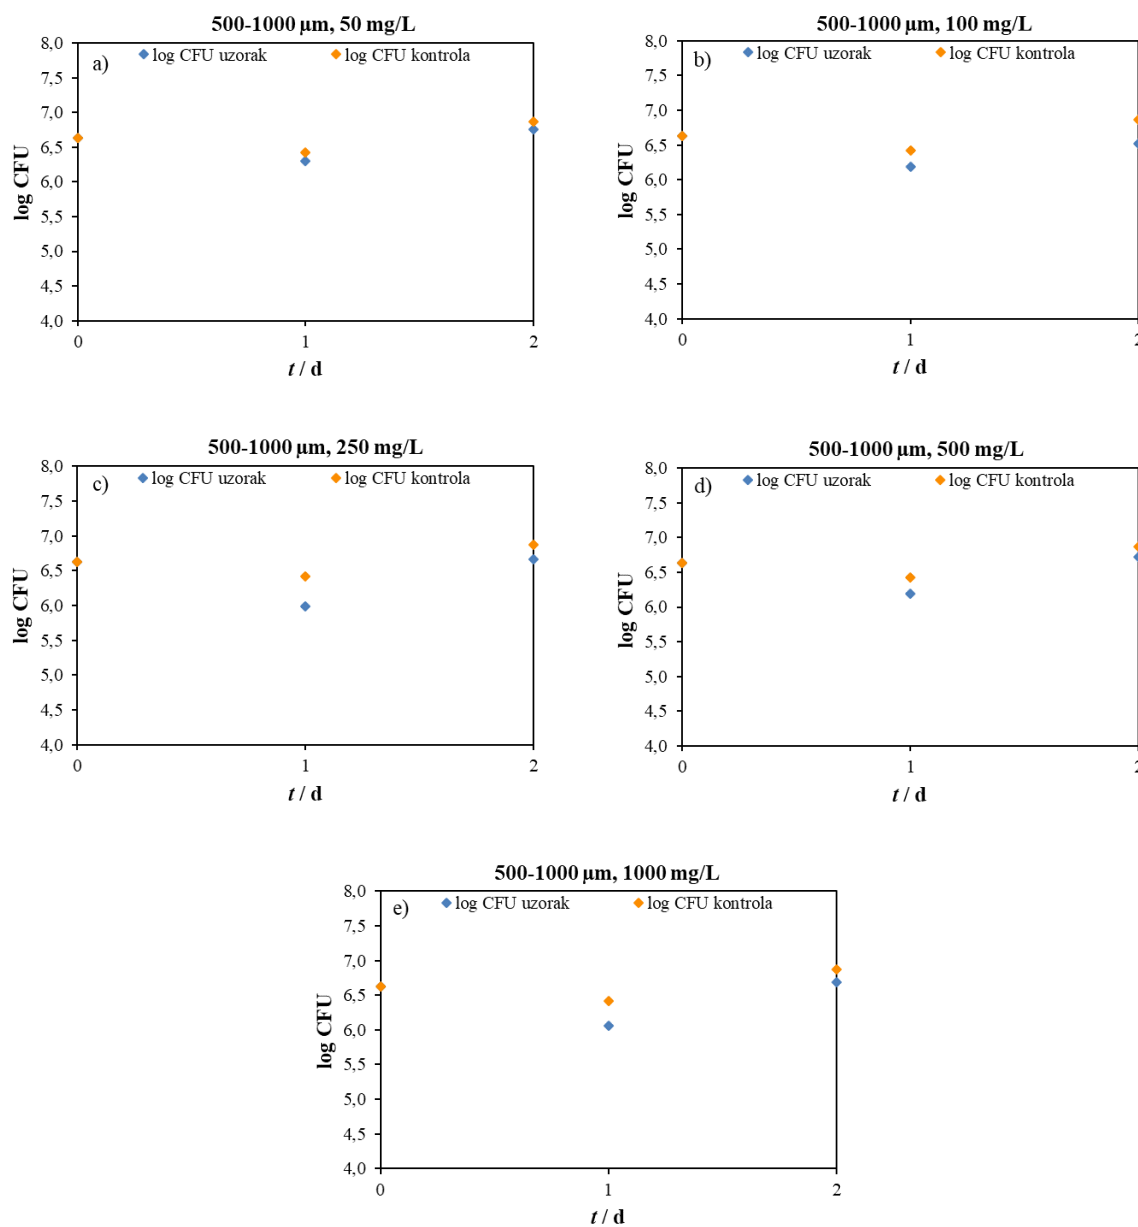 500-1000 μm, 50 mg/L
a)
log CFU uzorak
log CFU kontrola
8,0
7,5
7,0
6,5
6,0
5,5
5,0
4,5
4,0
log CFU
0
1
2
t / d
500-1000 μm, 100 mg/L
b)
log CFU uzorak
log CFU kontrola
8,0
7,5
7,0
6,5
6,0
5,5
5,0
4,5
4,0
log CFU
0
1
2
t / d
500-1000 μm, 250 mg/L
c)
log CFU uzorak
log CFU kontrola
8,0
7,5
7,0
6,5
6,0
5,5
5,0
4,5
4,0
log CFU
0
1
2
t / d
500-1000 μm, 500 mg/L
d)
log CFU uzorak
log CFU kontrola
8,0
7,5
7,0
6,5
6,0
5,5
5,0
4,5
4,0
log CFU
0
1
2
t / d
500-1000 μm, 1000 mg/L
e)
log CFU uzorak
log CFU kontrola
8,0
7,5
7,0
6,5
6,0
5,5
5,0
4,5
4,0
log CFU
0
1
2
t / d